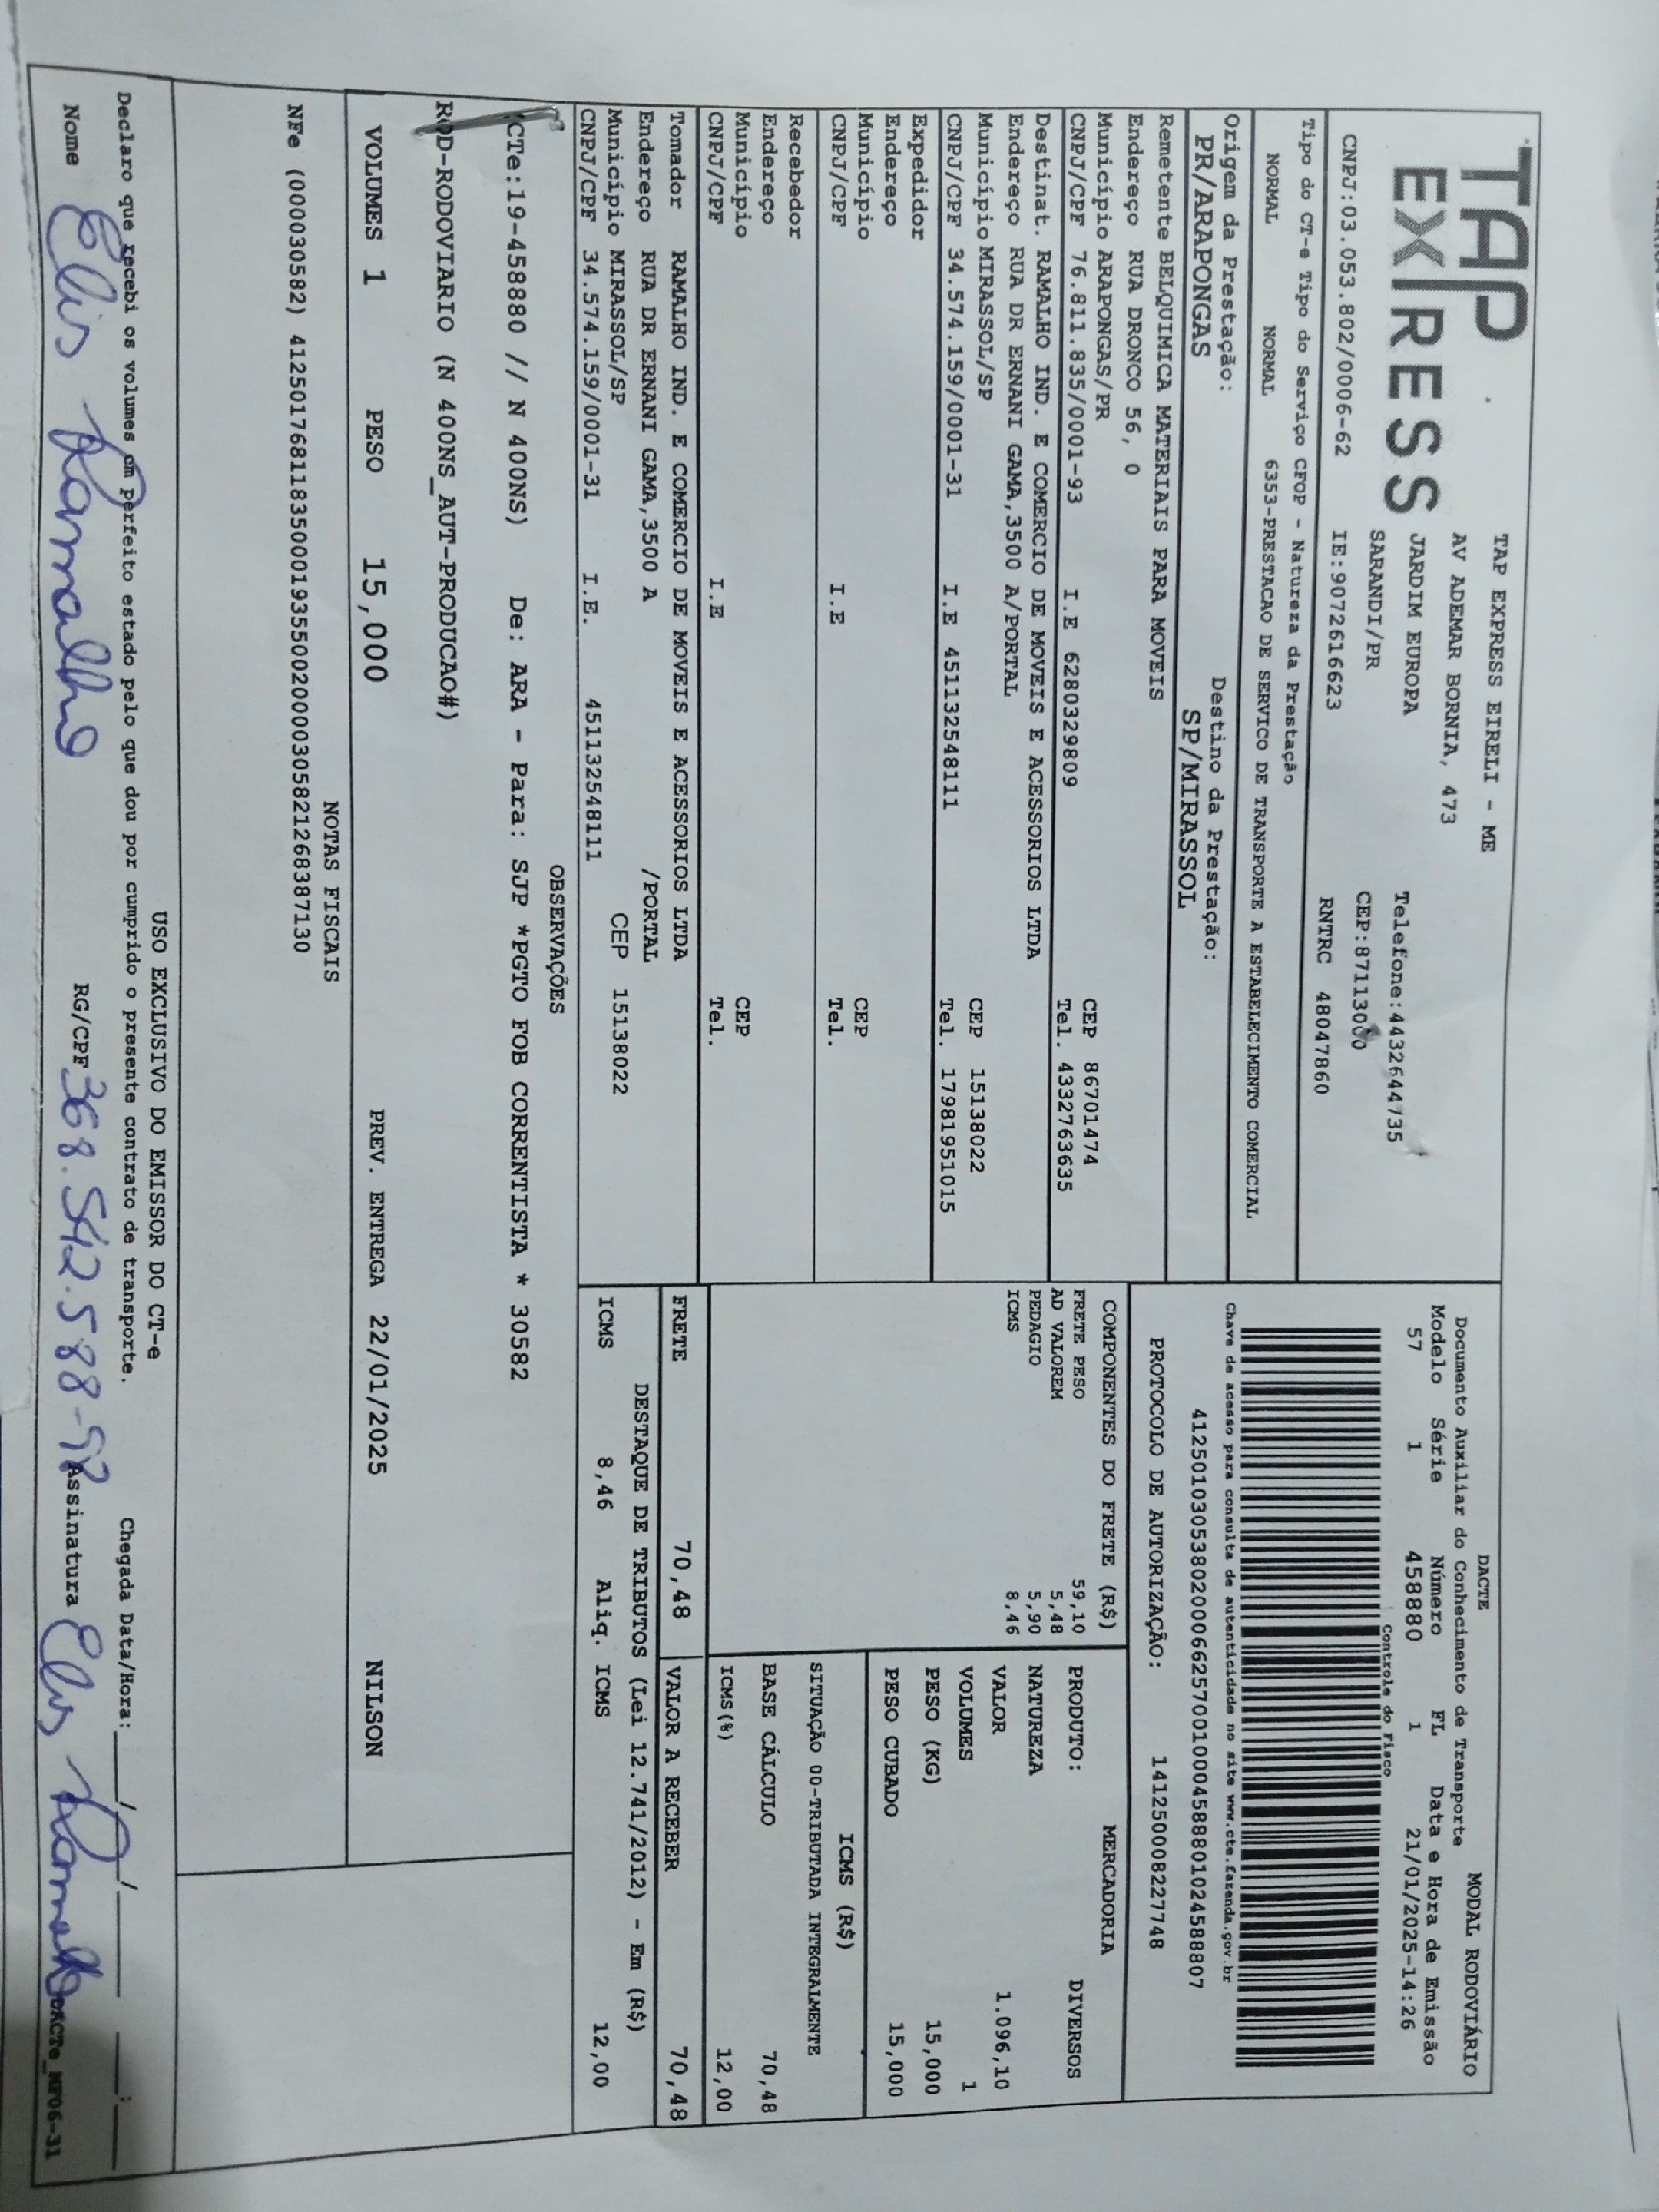 TAP
EXPRESS
TAP EXPRESS EIRELI - ME
AV ADEMAR BORNIA, 473
JARDIM EUROPA
Telefone:4432644735
SARANDI/PR
CEP:87113000
CNPJ:03.053.802/0006-62 IE:9072616623 RNTRC 48047860
DACTE MODAL RODOVIÁRIO
Documento Auxiliar do Conhecimento de Transporte
Modelo Série Número FL Data e Hora de Emissão
57 1 458880 1 21/01/2025-14:26
Controle do Fisco
Tipo do CT-e Tipo do Serviço CFOP - Natureza da Prestação
NORMAL NORMAL 6353-PRESTACAO DE SERVICO DE TRANSPORTE A ESTABELECIMENTO COMERCIAL
Chave de acesso para consulta de autenticidade no site www.cte.fazenda.gov.br
41250103053802000662570010004588801024588807
Origem da Prestação: Destino da Prestação:
PR/ARAPONGAS SP/MIRASSOL
PROTOCOLO DE AUTORIZAÇÃO: 141250008227748
Remetente BELQUIMICA MATERIAIS PARA MOVEIS
Endereço RUA DRONCO 56, 0
Município ARAPONGAS/PR CEP 86701474
CNPJ/CPF 76.811.835/0001-93 I.E 6280329809 Tel. 4332763635
Destinat. RAMALHO IND. E COMERCIO DE MOVEIS E ACESSORIOS LTDA
Endereço RUA DR ERNANI GAMA,3500 A/PORTAL
Município MIRASSOL/SP CEP 15138022
CNPJ/CPF 34.574.159/0001-31 I.E 451132548111 Tel. 17981951015
Expedidor
Endereço
Município CEP
CNPJ/CPF I.E Tel.
Recebedor
Endereço
Município CEP
CNPJ/CPF I.E Tel.
Tomador RAMALHO IND. E COMERCIO DE MOVEIS E ACESSORIOS LTDA
Endereço RUA DR ERNANI GAMA,3500 A /PORTAL
Município MIRASSOL/SP CEP 15138022
CNPJ/CPF 34.574.159/0001-31 I.E. 451132548111
COMPONENTES DO FRETE (R$)
FRETE PESO 59,10
AD VALOREM 5,48
PEDAGIO 5,90
ICMS 8,46
MERCADORIA
PRODUTO: DIVERSOS
NATUREZA
VALOR 1.096,10
VOLUMES 1
PESO (KG) 15,000
PESO CUBADO 15,000
ICMS (R$)
SITUAÇÃO 00-TRIBUTADA INTEGRALMENTE
BASE CÁLCULO 70,48
ICMS(%) 12,00
FRETE 70,48 VALOR A RECEBER 70,48
DESTAQUE DE TRIBUTOS (Lei 12.741/2012) - Em (R$)
ICMS 8,46 Aliq. ICMS 12,00
OBSERVAÇÕES
(CTe:19-458880 // N 400NS) De: ARA - Para: SJP *PGTO FOB CORRENTISTA * 30582
ROD-RODOVIARIO (N 400NS_AUT-PRODUCAO#)
VOLUMES 1 PESO 15,000 PREV. ENTREGA 22/01/2025 NILSON
NOTAS FISCAIS
NFe (000030582) 41250176811835000193550020000305821268387130
USO EXCLUSIVO DO EMISSOR DO CT-e
Declaro que recebi os volumes em perfeito estado pelo que dou por cumprido o presente contrato de transporte. Chegada Data/Hora:____/____/____ ____:____
Nome Elis Ramalho RG/CPF 368.542.588-98 Assinatura Elis Ramalho DACTe_MF06-31